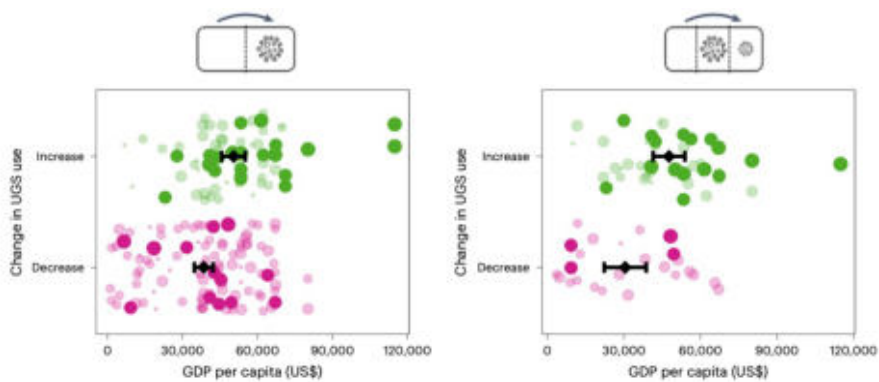 Change in UGS use
Increase
Decrease
0 30,000 60,000 90,000 120,000
GDP per capita (US$)
Change in UGS use
Increase
Decrease
0 30,000 60,000 90,000 120,000
GDP per capita (US$)